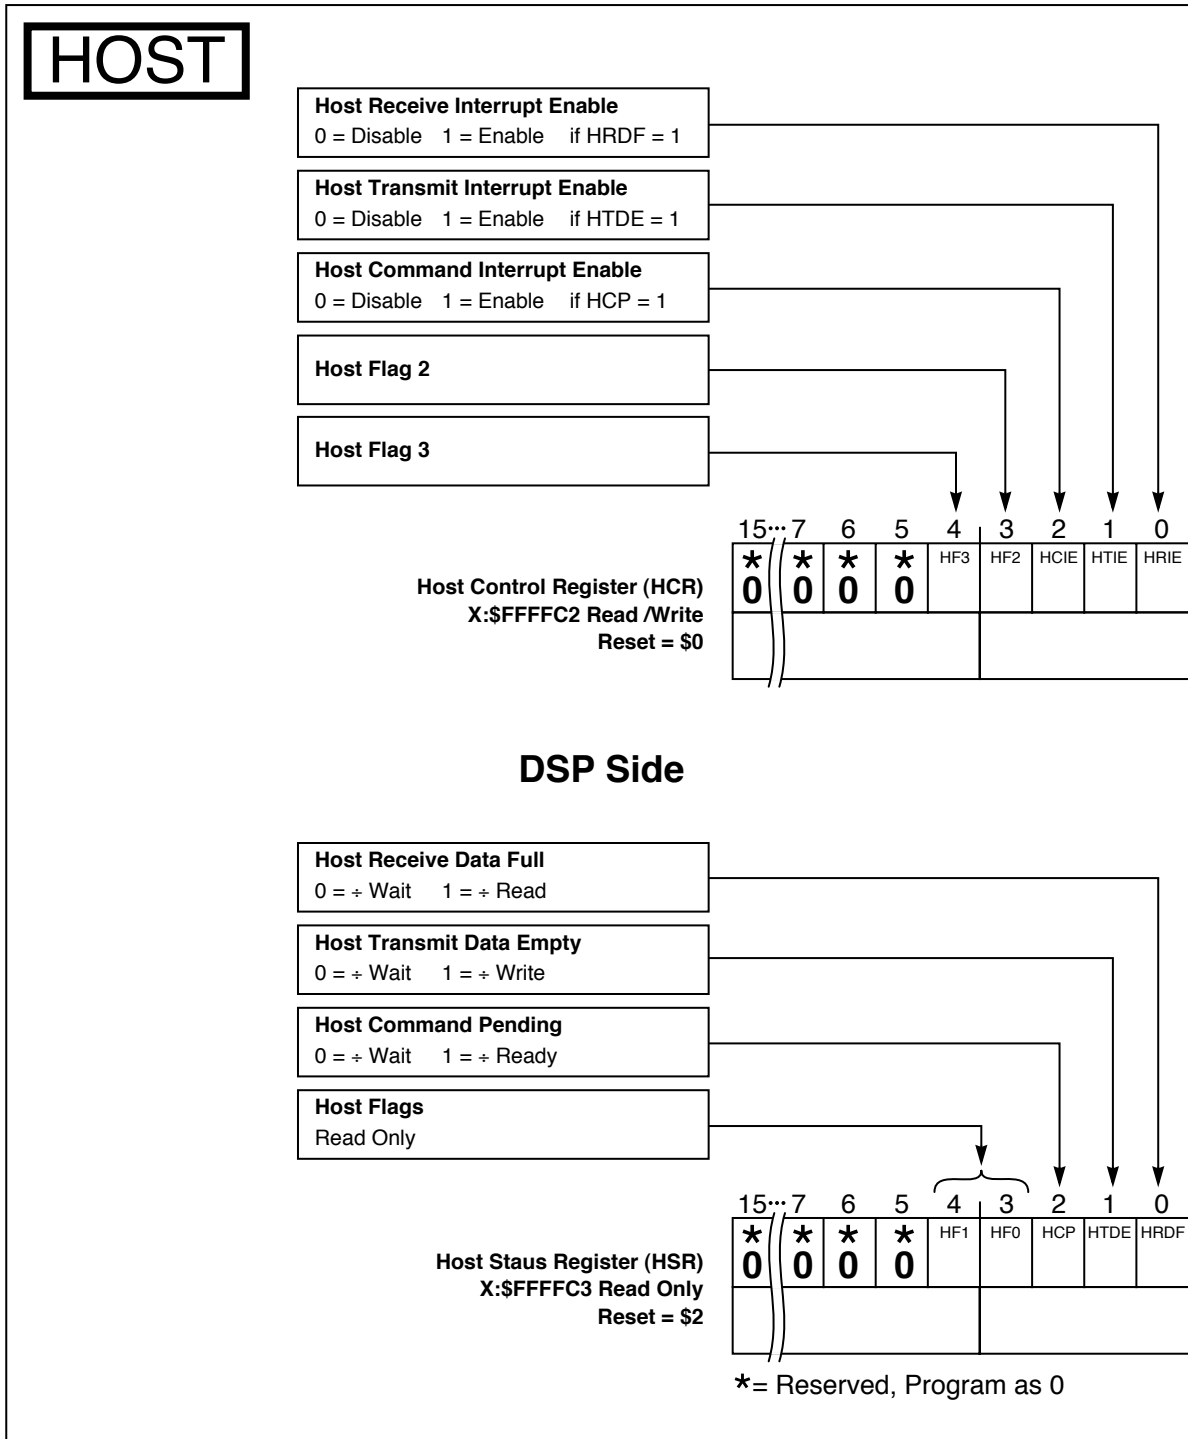 HOST
Host Receive Interrupt Enable
0 = Disable 1 = Enable if HRDF = 1
Host Transmit Interrupt Enable
0 = Disable 1 = Enable if HTDE = 1
Host Command Interrupt Enable
0 = Disable 1 = Enable if HCP = 1
Host Flag 2
Host Flag 3
15··· 7 6 5 4 3 2 1 0
* * * * HF3 HF2 HCIE HTIE HRIE
0 0 0 0
Host Control Register (HCR)
X:$FFFFC2 Read /Write
Reset = $0
DSP Side
Host Receive Data Full
0 = ÷ Wait 1 = ÷ Read
Host Transmit Data Empty
0 = ÷ Wait 1 = ÷ Write
Host Command Pending
0 = ÷ Wait 1 = ÷ Ready
Host Flags
Read Only
15··· 7 6 5 4 3 2 1 0
* * * * HF1 HF0 HCP HTDE HRDF
0 0 0 0
Host Staus Register (HSR)
X:$FFFFC3 Read Only
Reset = $2
*= Reserved, Program as 0